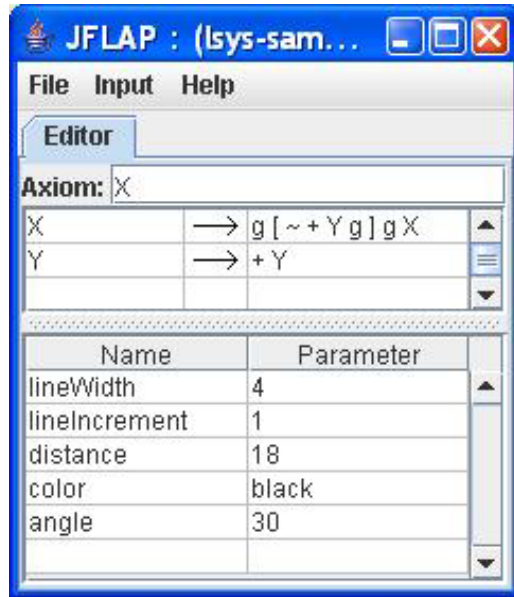 JFLAP : (lsys-sam...
File Input Help
Editor
Axiom: X
X → g [ ~ + Y g ] g X
Y → + Y
Name Parameter
lineWidth 4
lineIncrement 1
distance 18
color black
angle 30